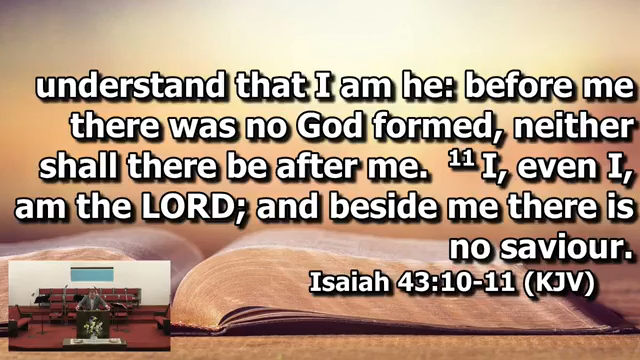 understand that I am he: before me
there was no God formed, neither
shall there be after me. 11 I, even I,
am the LORD; and beside me there is
no saviour.
Isaiah 43:10-11 (KJV)